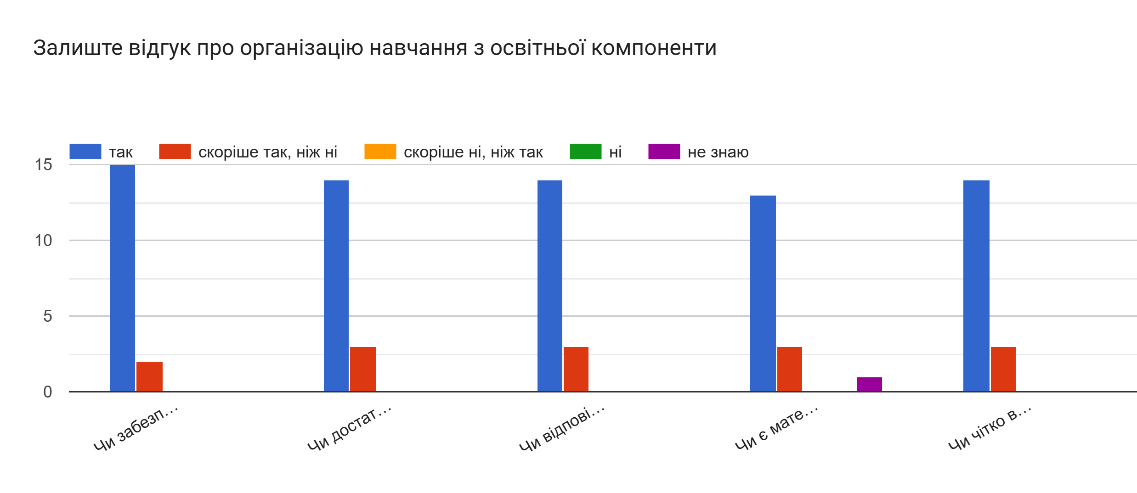 Залиште відгук про організацію навчання з освітньої компоненти
так скоріше так, ніж ні скоріше ні, ніж так ні не знаю
15
10
5
0
Чи забезп… Чи достат… Чи відпові… Чи є мате… Чи чітко в…